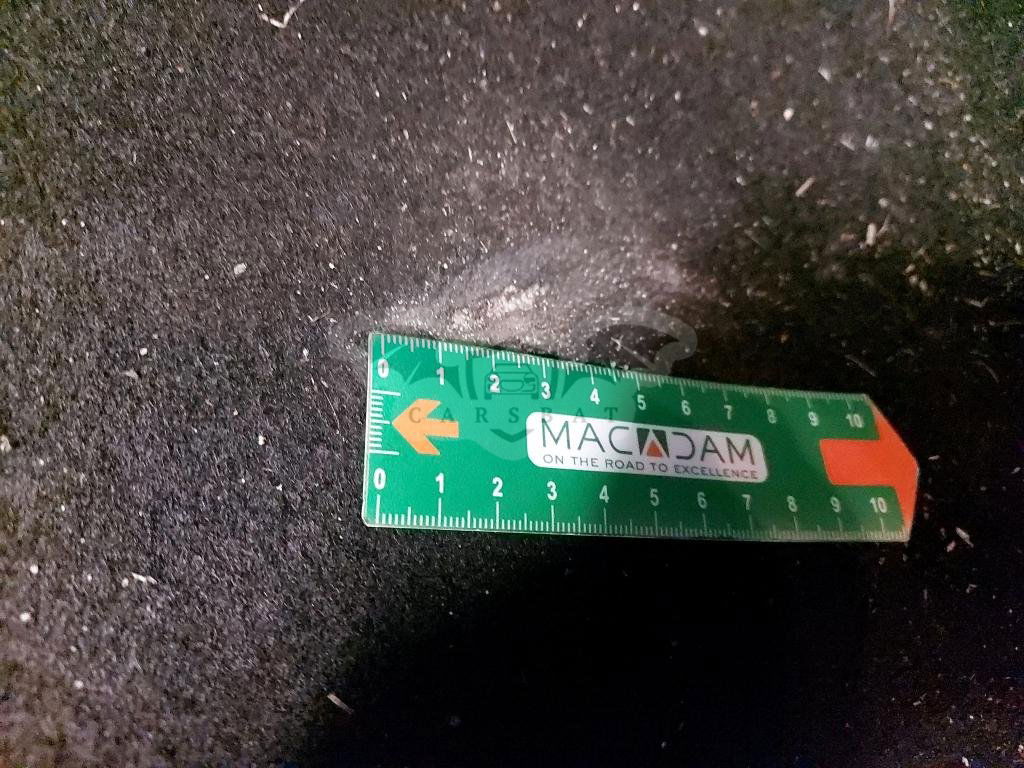 0 1 2 3 4 5 6 7 8 9 10
CARSBAT
MACADAM
ON THE ROAD TO EXCELLENCE
0 1 2 3 4 5 6 7 8 9 10